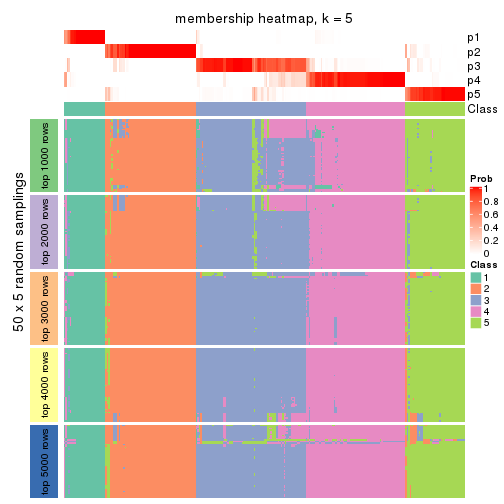 membership heatmap, k = 5
p1
p2
p3
p4
p5
Class
50 x 5 random samplings
top 1000 rows
top 2000 rows
top 3000 rows
top 4000 rows
top 5000 rows
Prob
1
0.8
0.6
0.4
0.2
0
Class
1
2
3
4
5